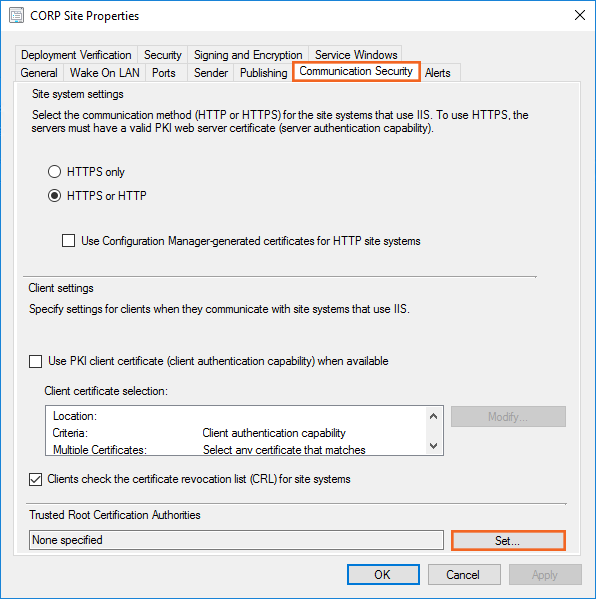 CORP Site Properties
Deployment Verification Security Signing and Encryption Service Windows
General Wake On LAN Ports Sender Publishing Communication Security Alerts
Site system settings
Select the communication method (HTTP or HTTPS) for the site systems that use IIS. To use HTTPS, the
servers must have a valid PKI web server certificate (server authentication capability).
HTTPS only
HTTPS or HTTP
Use Configuration Manager-generated certificates for HTTP site systems
Client settings
Specify settings for clients when they communicate with site systems that use IIS.
Use PKI client certificate (client authentication capability) when available
Client certificate selection:
Location:
Modify...
Criteria: Client authentication capability
Multiple Certificates: Select any certificate that matches
Clients check the certificate revocation list (CRL) for site systems
Trusted Root Certification Authorities
None specified Set...
OK Cancel Apply